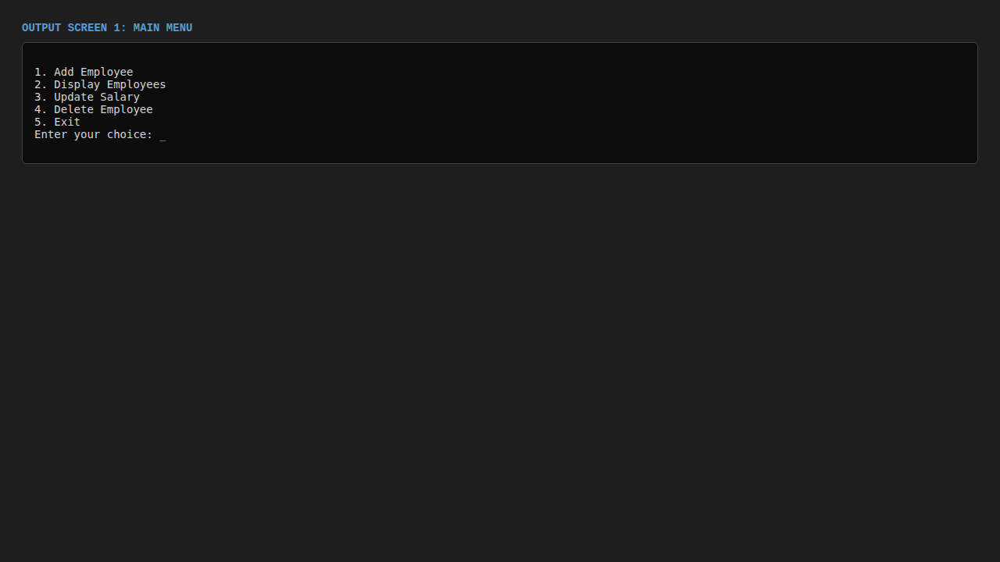 OUTPUT SCREEN 1: MAIN MENU
1. Add Employee
2. Display Employees
3. Update Salary
4. Delete Employee
5. Exit
Enter your choice: _